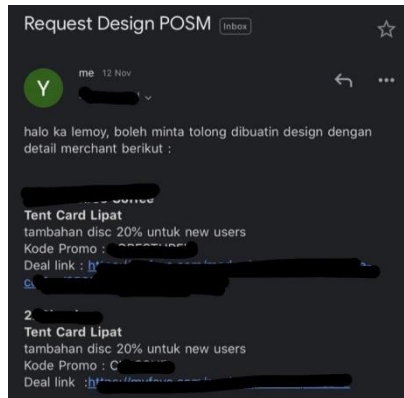 Request Design POSM Inbox
Y
me 12 Nov
halo ka lemoy, boleh minta tolong dibuatin design dengan
detail merchant berikut :
Tent Card Lipat
tambahan disc 20% untuk new users
Kode Promo :
Deal link :
2.
Tent Card Lipat
tambahan disc 20% untuk new users
Kode Promo : C
Deal link :